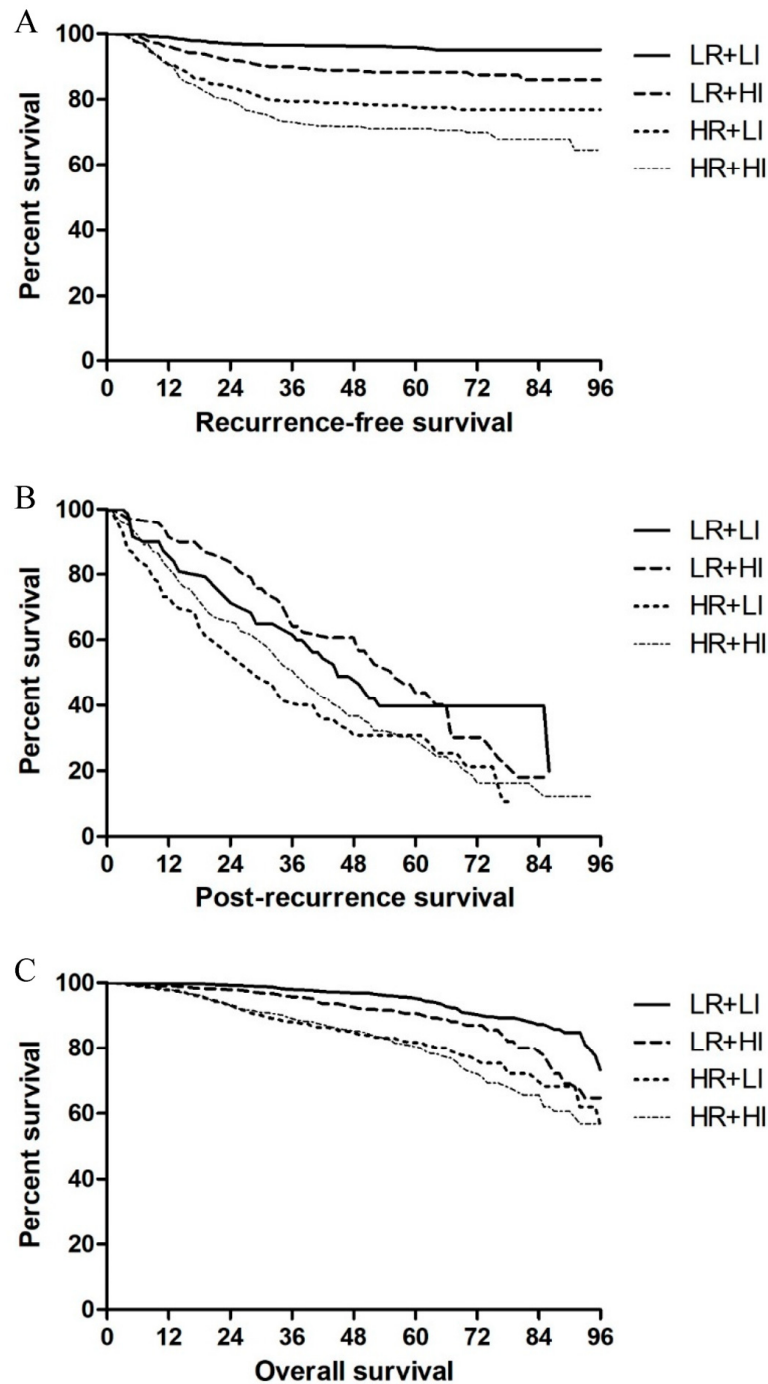 A
Percent survival
100
80
60
40
20
0
0 12 24 36 48 60 72 84 96
Recurrence-free survival
LR+LI
LR+HI
HR+LI
HR+HI
B
Percent survival
100
80
60
40
20
0
0 12 24 36 48 60 72 84 96
Post-recurrence survival
LR+LI
LR+HI
HR+LI
HR+HI
C
Percent survival
100
80
60
40
20
0
0 12 24 36 48 60 72 84 96
Overall survival
LR+LI
LR+HI
HR+LI
HR+HI